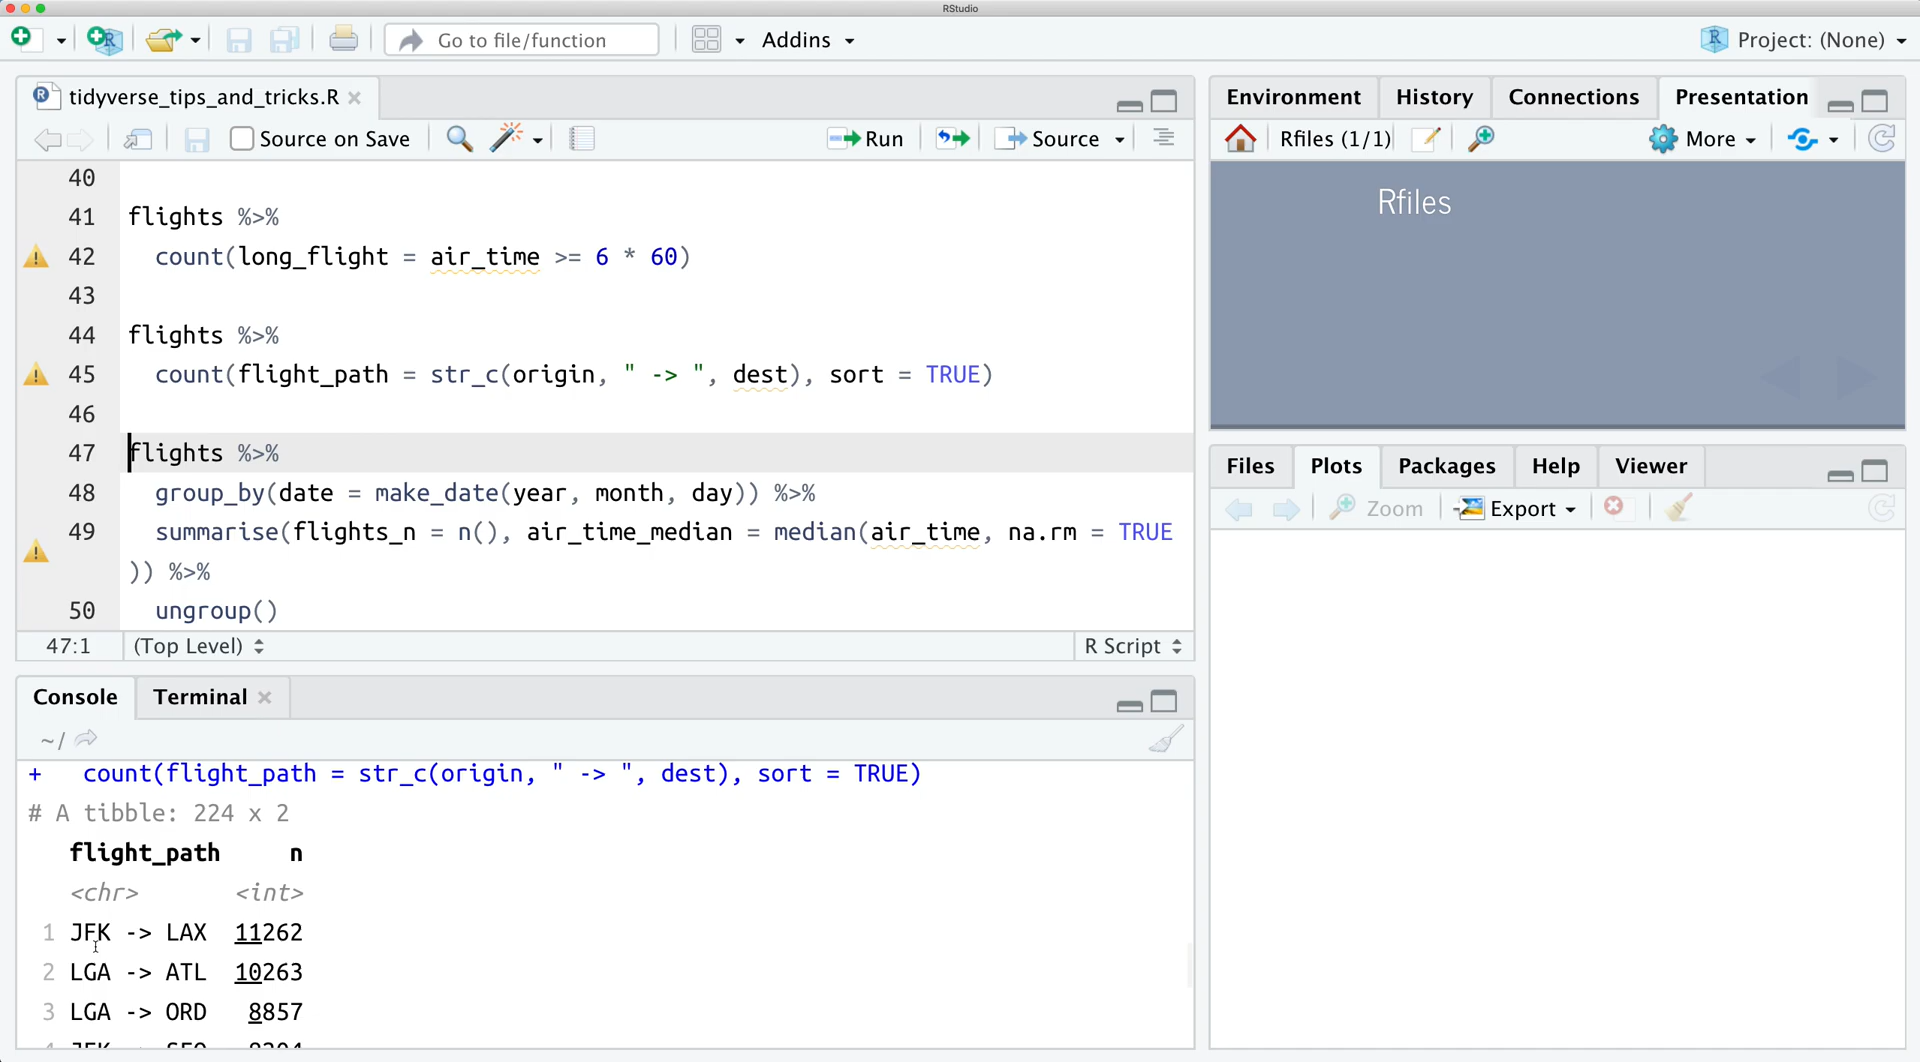 RStudio
Go to file/function
Addins
Project: (None)
tidyverse_tips_and_tricks.R
Source on Save
Run
Source
40
41 flights %>%
42 count(long_flight = air_time >= 6 * 60)
43
44 flights %>%
45 count(flight_path = str_c(origin, " -> ", dest), sort = TRUE)
46
47 flights %>%
48 group_by(date = make_date(year, month, day)) %>%
49 summarise(flights_n = n(), air_time_median = median(air_time, na.rm = TRUE
)) %>%
50 ungroup()
47:1 (Top Level) R Script
Console Terminal
~/
+ count(flight_path = str_c(origin, " -> ", dest), sort = TRUE)
# A tibble: 224 x 2
flight_path n
<chr> <int>
1 JFK -> LAX 11262
2 LGA -> ATL 10263
3 LGA -> ORD 8857
Environment History Connections Presentation
Rfiles (1/1) More
Rfiles
Files Plots Packages Help Viewer
Zoom Export